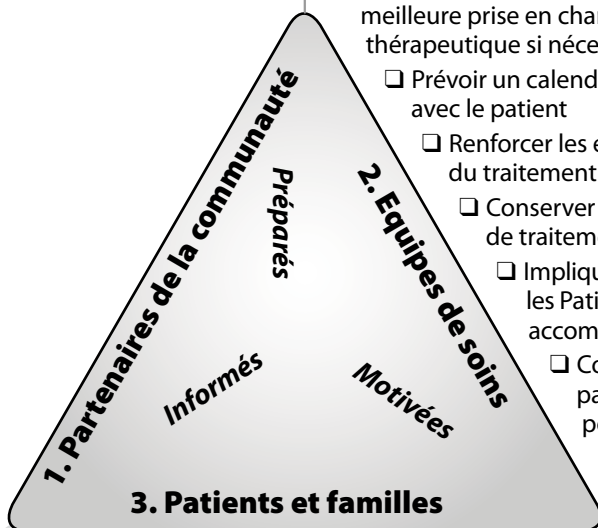 meilleure prise en char
thérapeutique si néce
❑ Prévoir un calend
avec le patient
❑ Renforcer les e
du traitement
❑ Conserver
de traitem
❑ Impliqu
les Pati
accom
❑ Co
pa
p
1. Partenaires de la communauté
2. Equipes de soins
Préparés
Informés
Motivées
3. Patients et familles